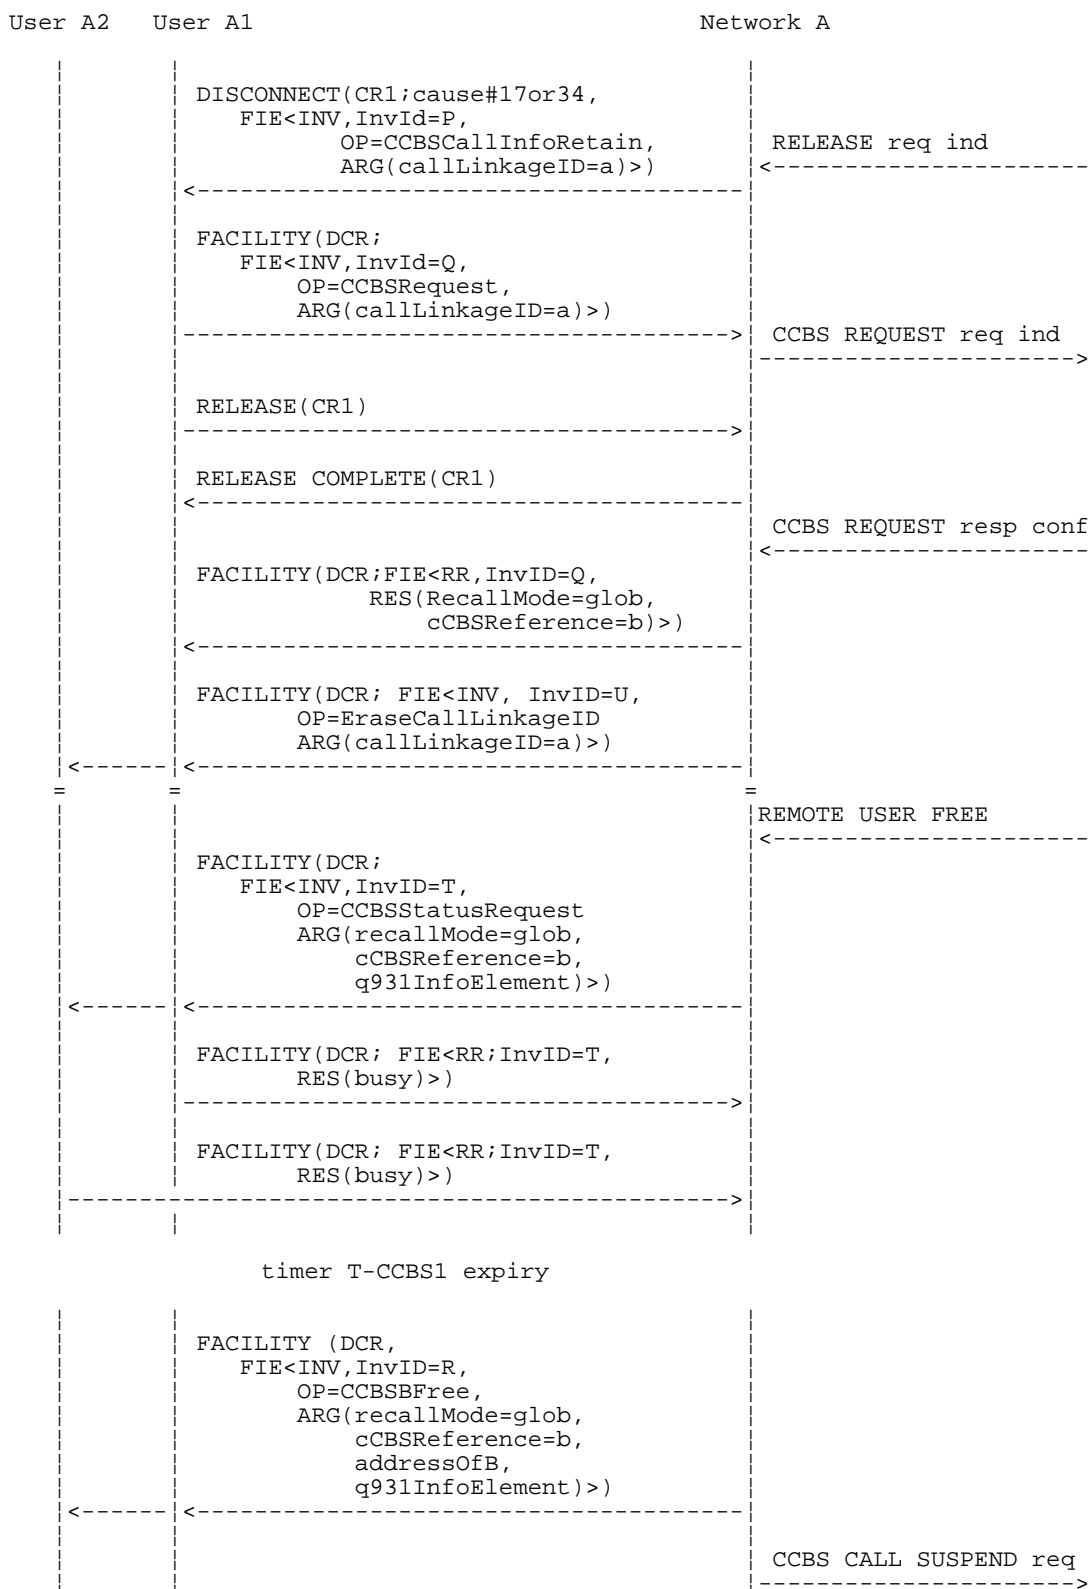 User A2 User A1 Network A
DISCONNECT(CR1;cause#17or34,
FIE<INV,InvId=P,
OP=CCBSCallInfoRetain,
RELEASE req ind
ARG(callLinkageID=a)>)
FACILITY(DCR;
FIE<INV,InvId=Q,
OP=CCBSRequest,
ARG(callLinkageID=a)>)
CCBS REQUEST req ind
RELEASE(CR1)
RELEASE COMPLETE(CR1)
CCBS REQUEST resp conf
FACILITY(DCR;FIE<RR,InvID=Q,
RES(RecallMode=glob,
cCBSReference=b)>)
FACILITY(DCR; FIE<INV, InvID=U,
OP=EraseCallLinkageID
ARG(callLinkageID=a)>)
REMOTE USER FREE
FACILITY(DCR;
FIE<INV,InvID=T,
OP=CCBSStatusRequest
ARG(recallMode=glob,
cCBSReference=b,
q931InfoElement)>)
FACILITY(DCR; FIE<RR;InvID=T,
RES(busy)>)
FACILITY(DCR; FIE<RR;InvID=T,
RES(busy)>)
timer T-CCBS1 expiry
FACILITY (DCR,
FIE<INV,InvID=R,
OP=CCBSBFree,
ARG(recallMode=glob,
cCBSReference=b,
addressOfB,
q931InfoElement)>)
CCBS CALL SUSPEND req